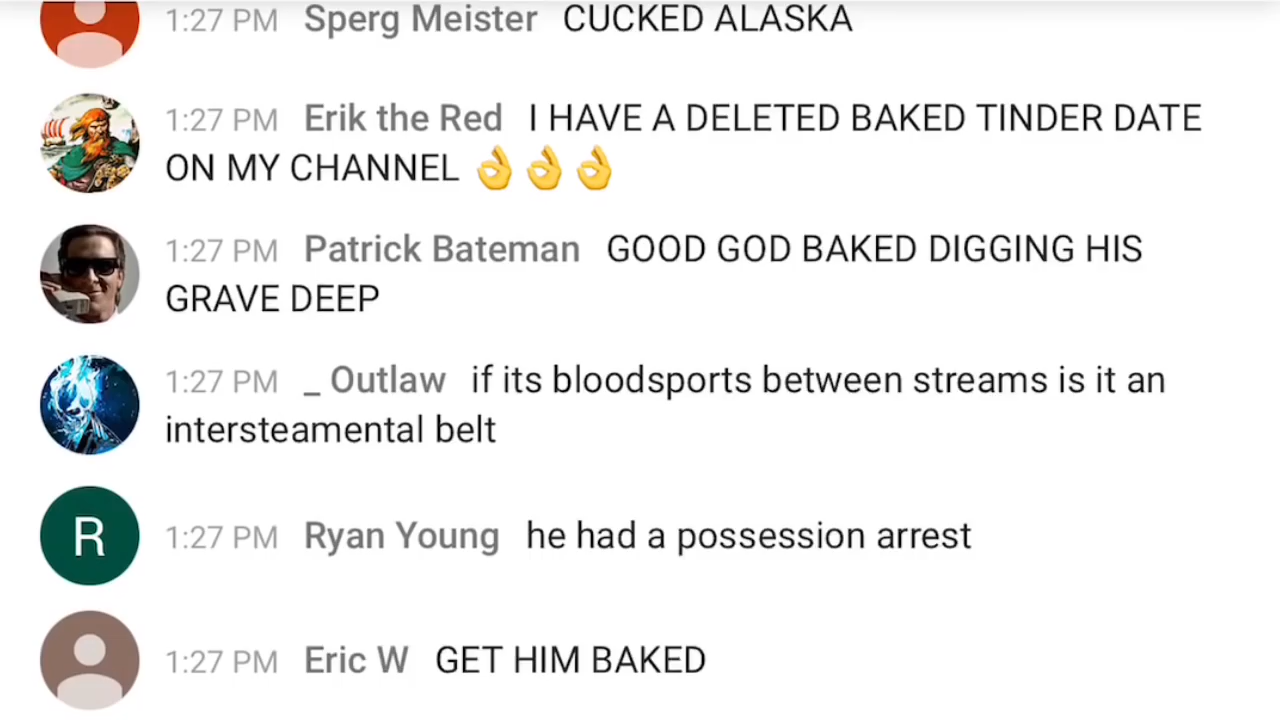 1:27 PM Sperg Meister CUCKED ALASKA
1:27 PM Erik the Red I HAVE A DELETED BAKED TINDER DATE
ON MY CHANNEL 👌👌👌
1:27 PM Patrick Bateman GOOD GOD BAKED DIGGING HIS
GRAVE DEEP
1:27 PM _ Outlaw if its bloodsports between streams is it an
intersteamental belt
R
1:27 PM Ryan Young he had a possession arrest
1:27 PM Eric W GET HIM BAKED